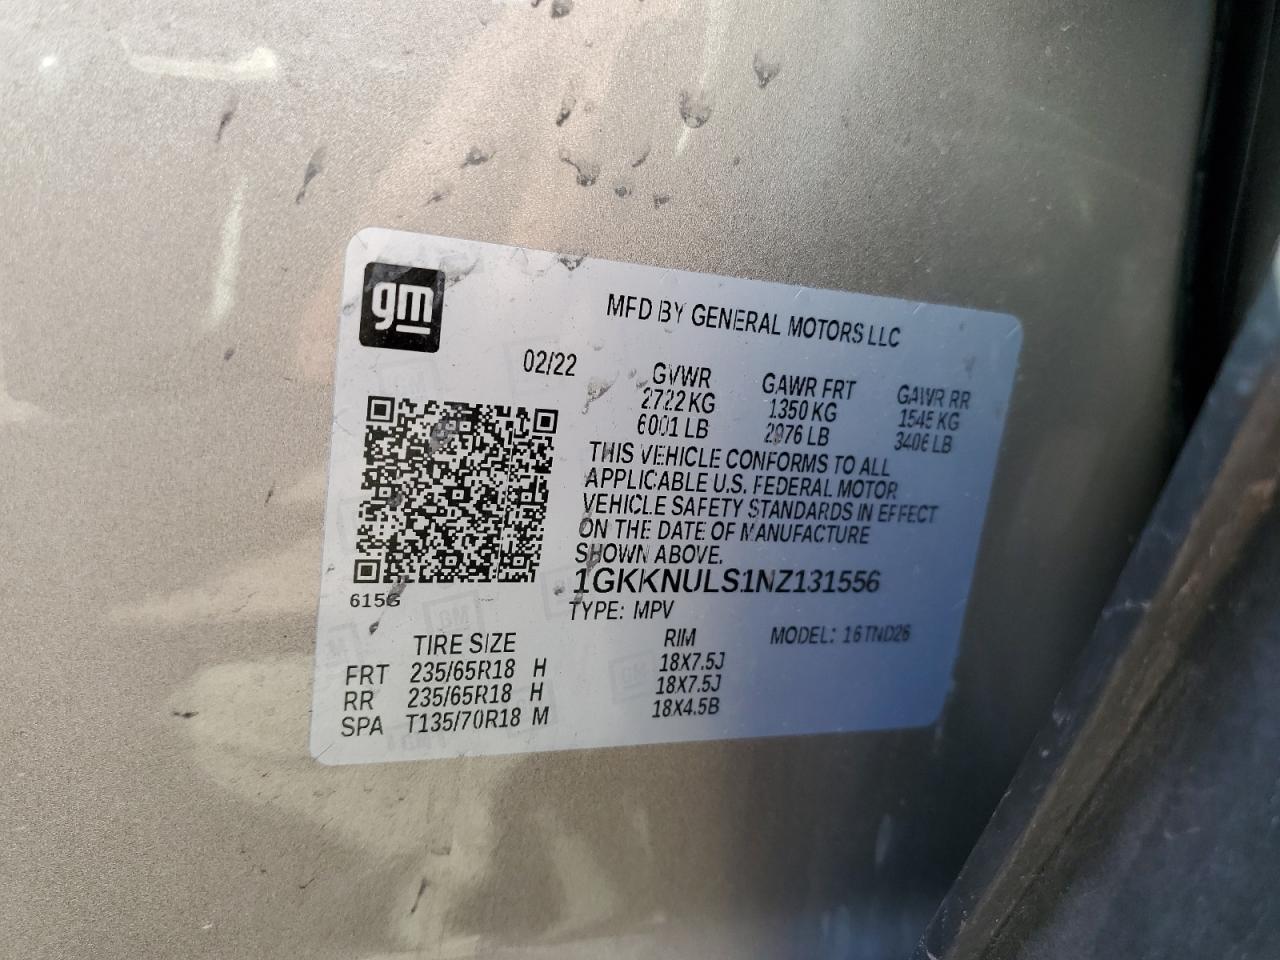 gm
MFD BY GENERAL MOTORS LLC
02/22
GVWR GAWR FRT GAWR RR
2722 KG 1350 KG 1545 KG
6001 LB 2976 LB 3406 LB
THIS VEHICLE CONFORMS TO ALL
APPLICABLE U.S. FEDERAL MOTOR
VEHICLE SAFETY STANDARDS IN EFFECT
ON THE DATE OF MANUFACTURE
SHOWN ABOVE.
1GKKNULS1NZ131556
615G
TYPE: MPV
TIRE SIZE RIM MODEL: 16TND26
FRT 235/65R18 H 18X7.5J
RR 235/65R18 H 18X7.5J
SPA T135/70R18 M 18X4.5B